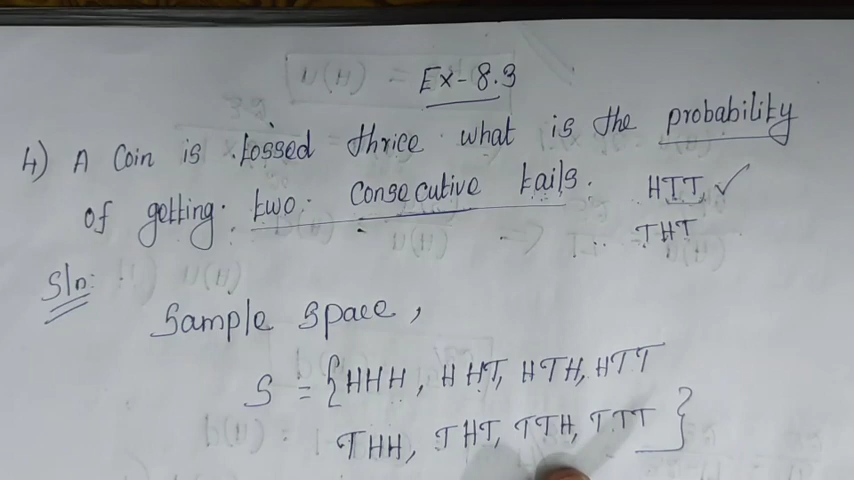 Ex-8.3
4) A Coin is tossed thrice what is the probability
of getting two consecutive tails.
HTT ✓
THT
Sln:
Sample space,
S = {HHH, HHT, HTH, HTT
THH, THT, TTH, TTT}